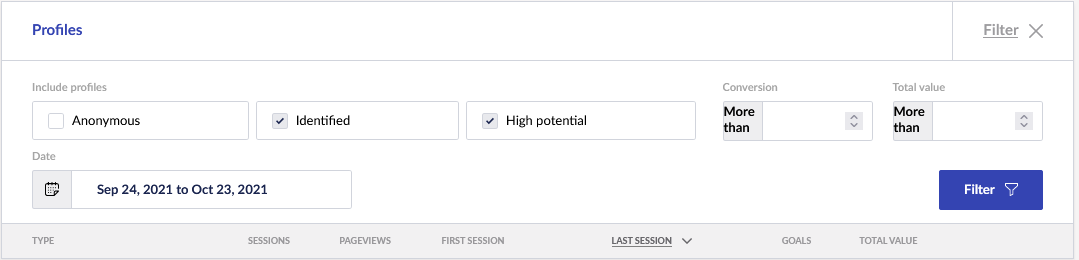 Profiles
Filter
Include profiles
Conversion
Total value
Anonymous
Identified
High potential
More than
More than
Date
Sep 24, 2021 to Oct 23, 2021
Filter
TYPE SESSIONS PAGEVIEWS FIRST SESSION LAST SESSION GOALS TOTAL VALUE